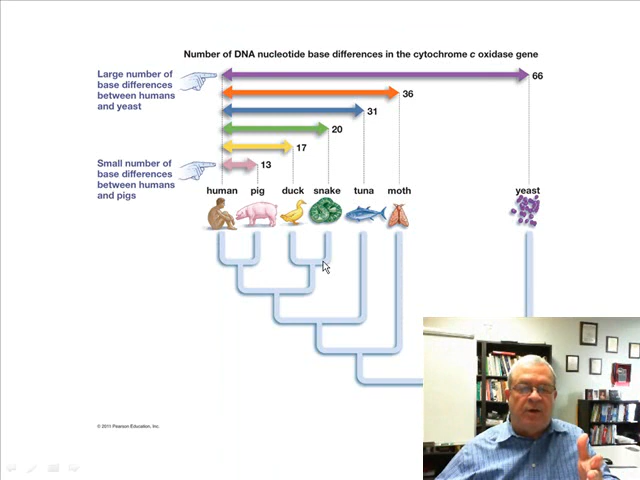 Number of DNA nucleotide base differences in the cytochrome c oxidase gene
Large number of
base differences
between humans
and yeast
66
36
31
20
17
Small number of
base differences
between humans
and pigs
13
human pig duck snake tuna moth yeast
© 2011 Pearson Education, Inc.